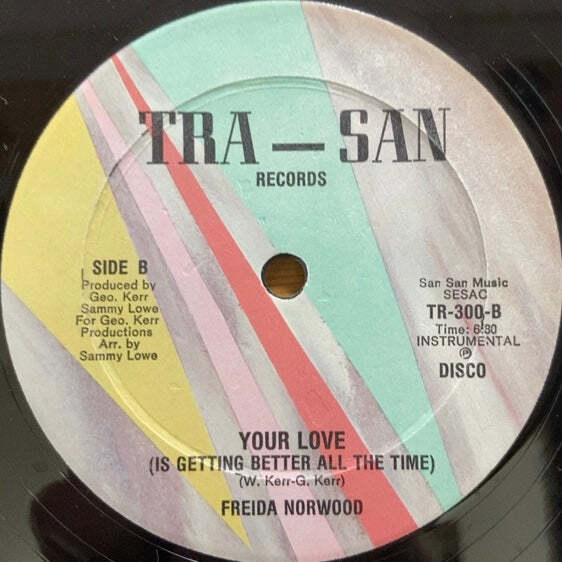 TRA — SAN
RECORDS
SIDE B
Produced by
Geo. Kerr
Sammy Lowe
For Geo. Kerr
Productions
Arr. by
Sammy Lowe
San San Music
SESAC
TR-300-B
Time: 6:30
INSTRUMENTAL
℗
DISCO
YOUR LOVE
(IS GETTING BETTER ALL THE TIME)
(W. Kerr-G. Kerr)
FREIDA NORWOOD